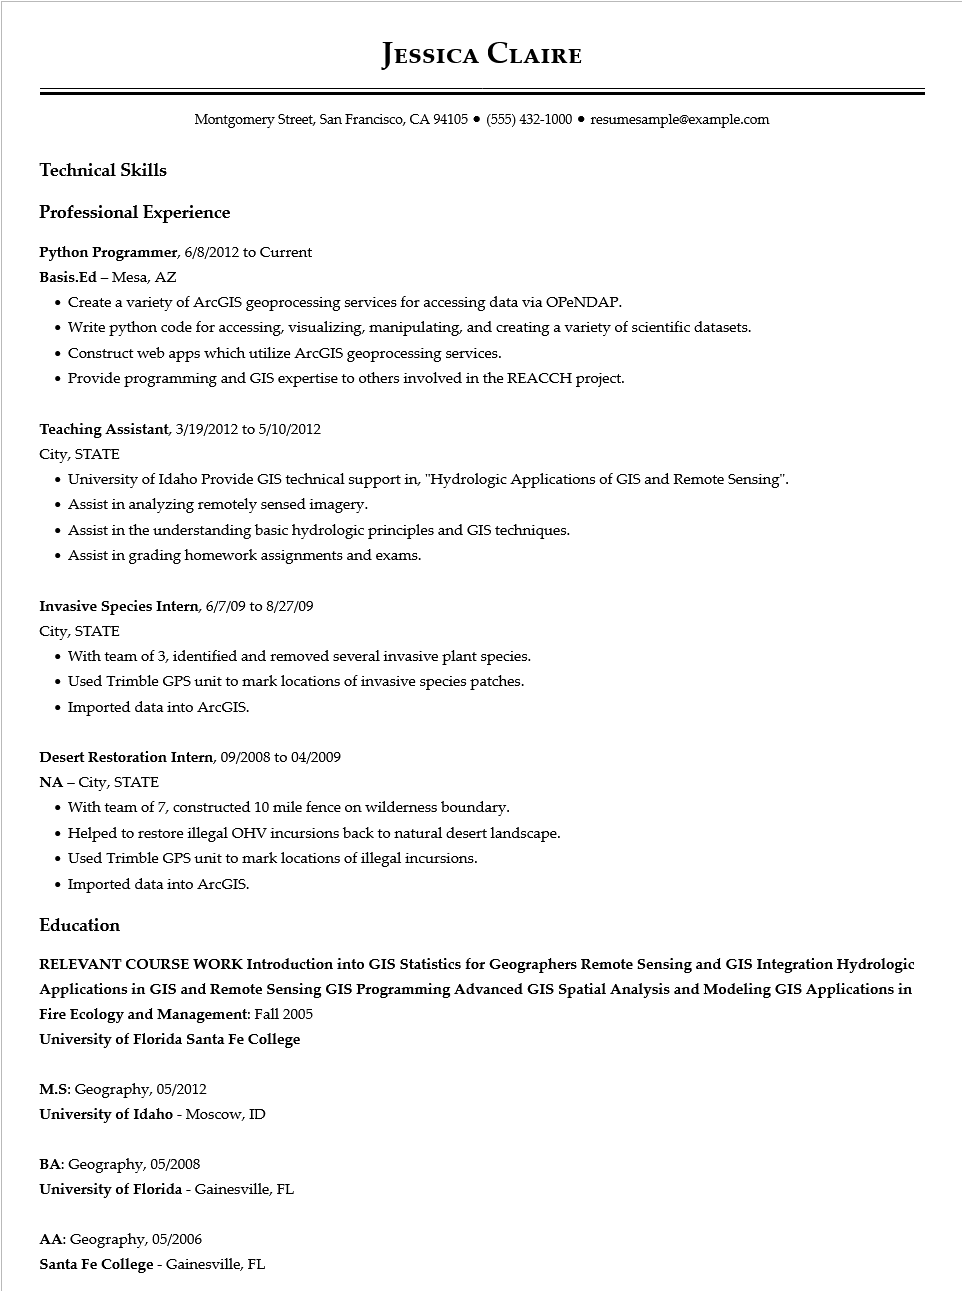 Jessica Claire
Montgomery Street, San Francisco, CA 94105 ● (555) 432-1000 ● resumesample@example.com
Technical Skills
Professional Experience
Python Programmer, 6/8/2012 to Current
Basis.Ed – Mesa, AZ
• Create a variety of ArcGIS geoprocessing services for accessing data via OPeNDAP.
• Write python code for accessing, visualizing, manipulating, and creating a variety of scientific datasets.
• Construct web apps which utilize ArcGIS geoprocessing services.
• Provide programming and GIS expertise to others involved in the REACCH project.
Teaching Assistant, 3/19/2012 to 5/10/2012
City, STATE
• University of Idaho Provide GIS technical support in, "Hydrologic Applications of GIS and Remote Sensing".
• Assist in analyzing remotely sensed imagery.
• Assist in the understanding basic hydrologic principles and GIS techniques.
• Assist in grading homework assignments and exams.
Invasive Species Intern, 6/7/09 to 8/27/09
City, STATE
• With team of 3, identified and removed several invasive plant species.
• Used Trimble GPS unit to mark locations of invasive species patches.
• Imported data into ArcGIS.
Desert Restoration Intern, 09/2008 to 04/2009
NA – City, STATE
• With team of 7, constructed 10 mile fence on wilderness boundary.
• Helped to restore illegal OHV incursions back to natural desert landscape.
• Used Trimble GPS unit to mark locations of illegal incursions.
• Imported data into ArcGIS.
Education
RELEVANT COURSE WORK Introduction into GIS Statistics for Geographers Remote Sensing and GIS Integration Hydrologic
Applications in GIS and Remote Sensing GIS Programming Advanced GIS Spatial Analysis and Modeling GIS Applications in
Fire Ecology and Management: Fall 2005
University of Florida Santa Fe College
M.S: Geography, 05/2012
University of Idaho - Moscow, ID
BA: Geography, 05/2008
University of Florida - Gainesville, FL
AA: Geography, 05/2006
Santa Fe College - Gainesville, FL